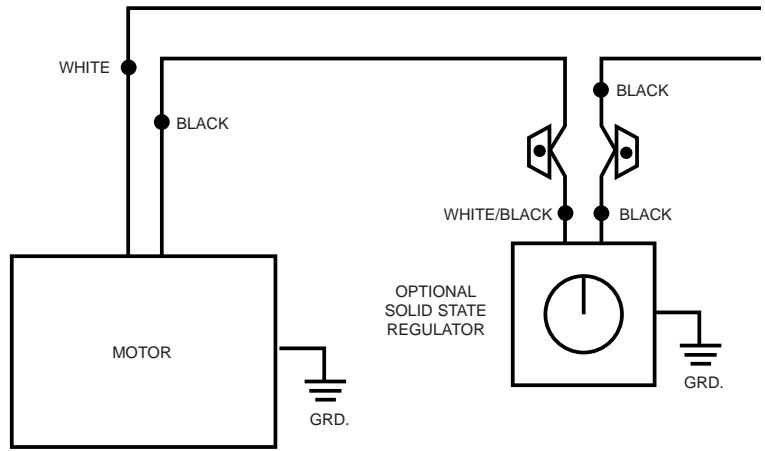 WHITE
BLACK
BLACK
WHITE/BLACK
BLACK
OPTIONAL
SOLID STATE
REGULATOR
MOTOR
GRD.
GRD.